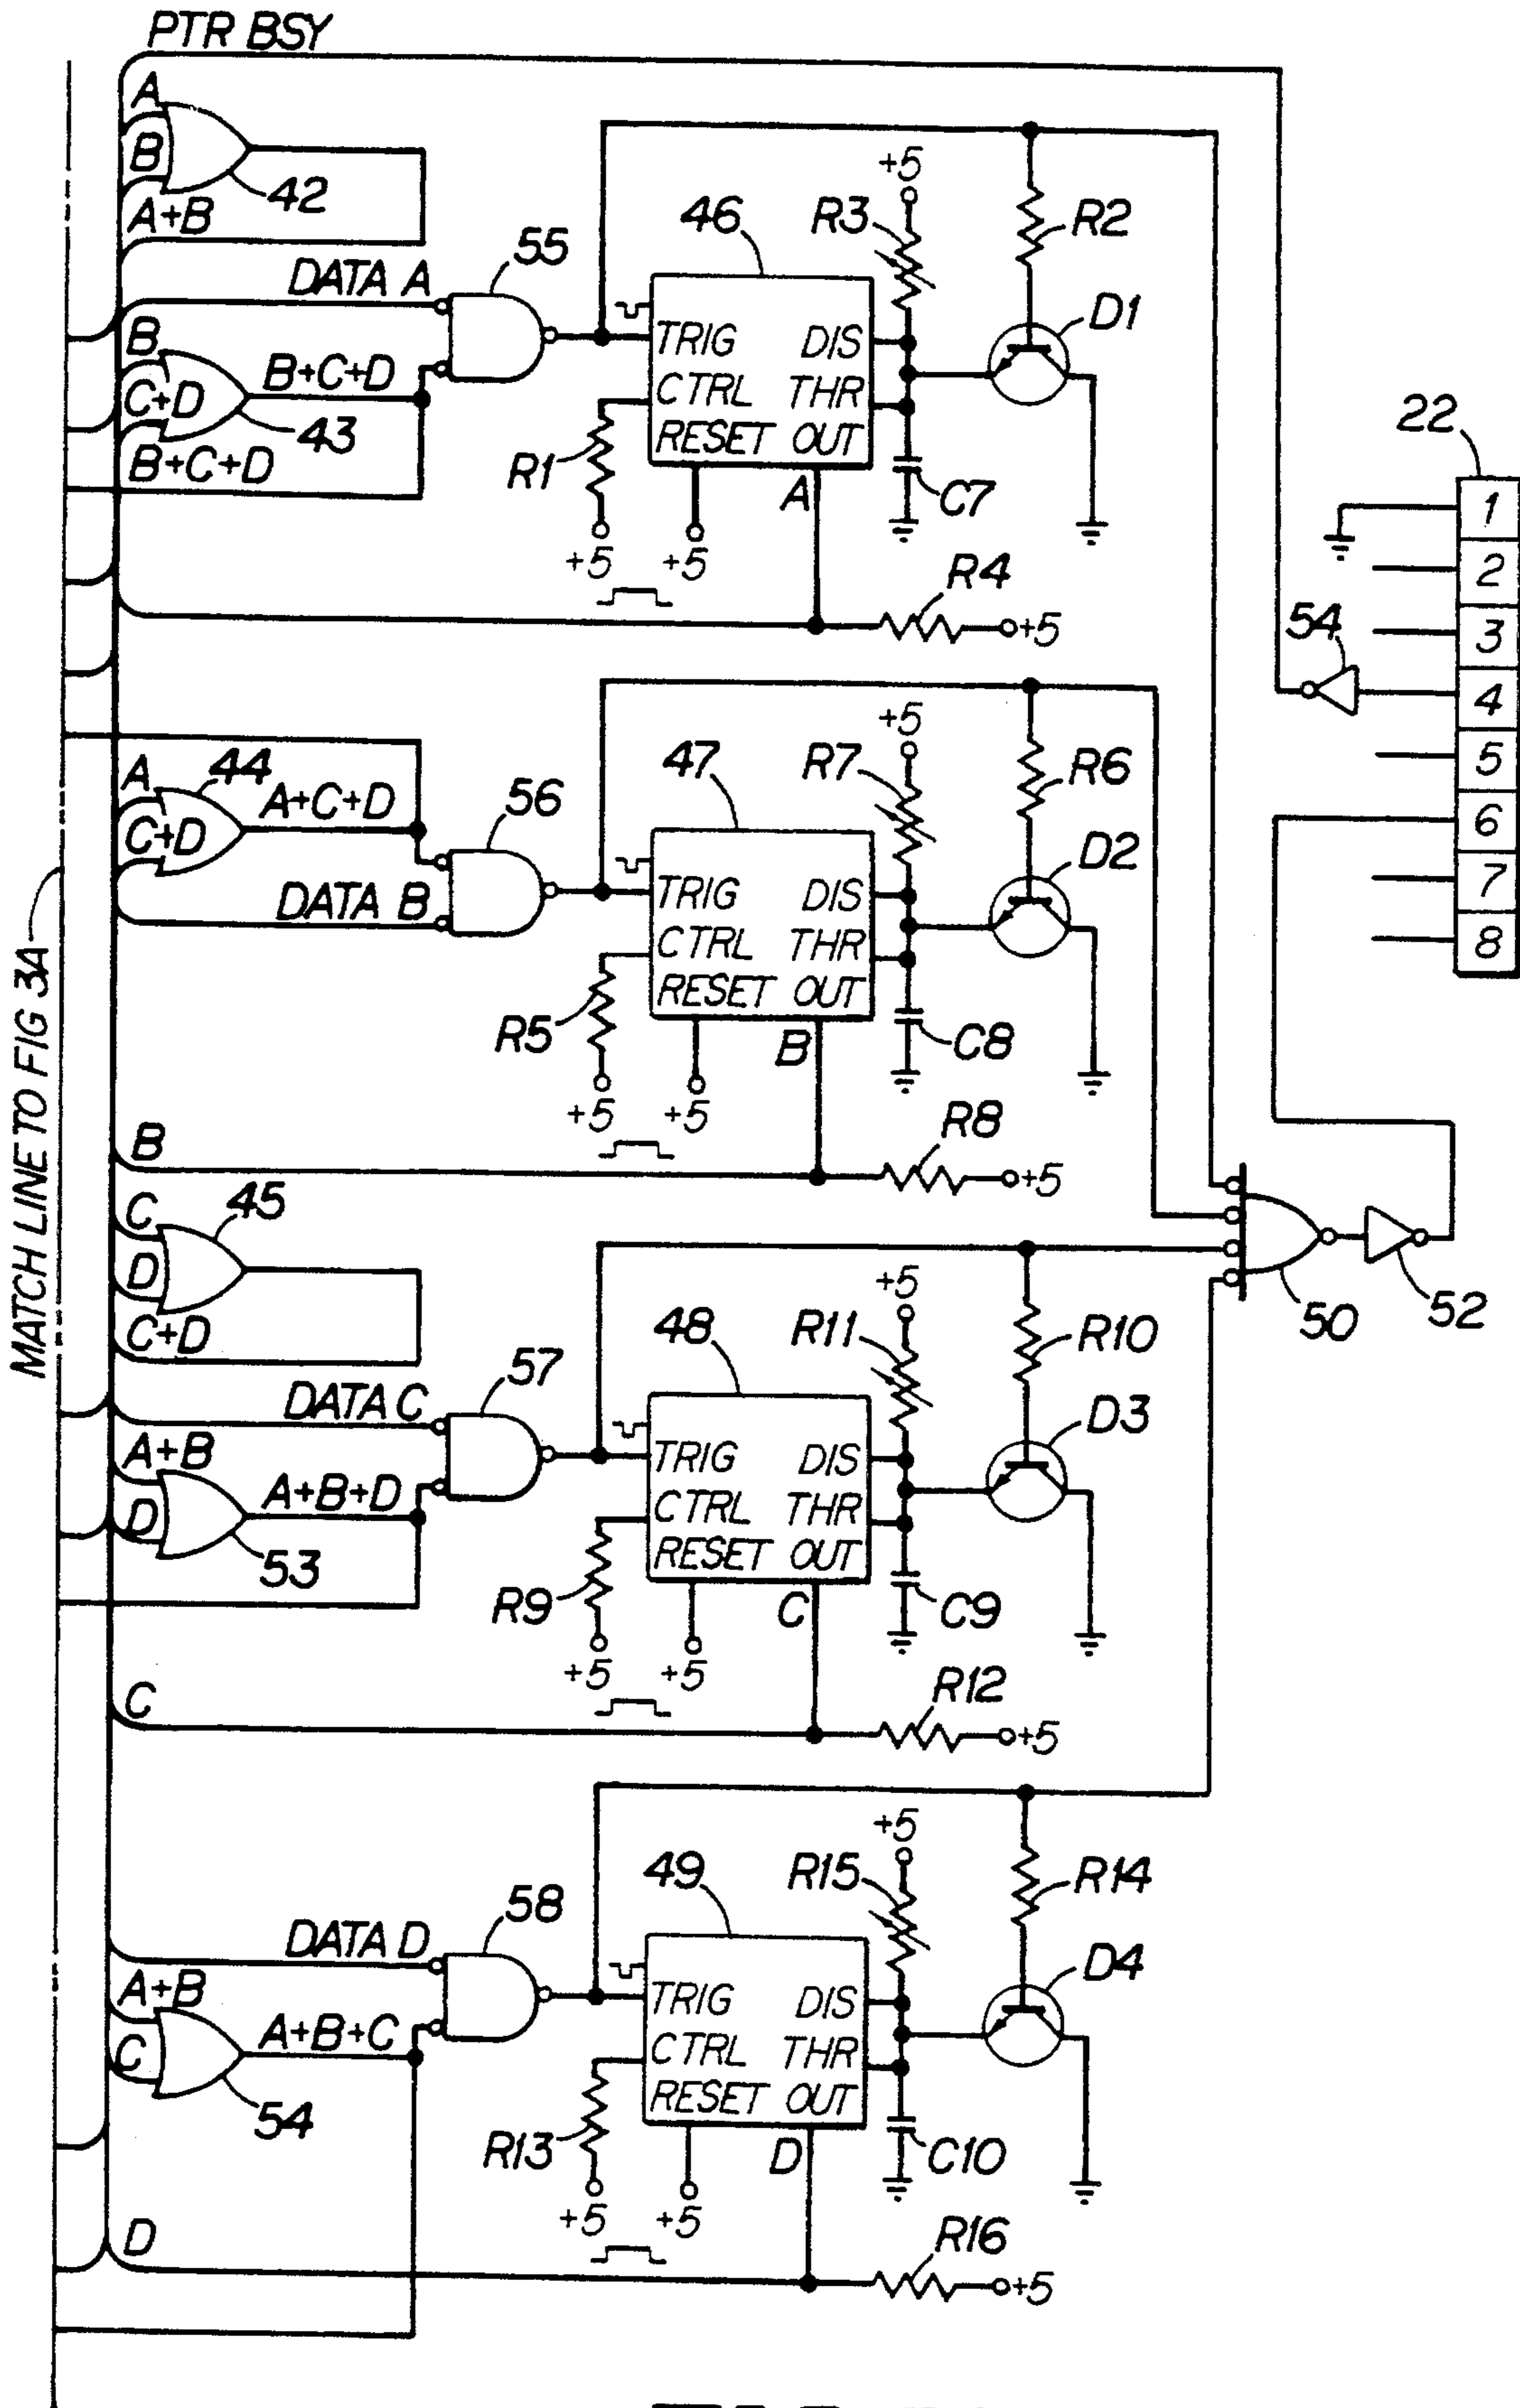 PTR BSY
A
B
42
A+B
DATA A
55
46
+5
R3
R2
D1
TRIG
DIS
CTRL
THR
RESET
OUT
B
C+D
B+C+D
43
B+C+D
R1
+5
+5
A
C7
R4
+5
22
1
2
3
4
5
6
7
8
54
A
44
C+D
A+C+D
56
DATA B
47
+5
R7
R6
D2
TRIG
DIS
CTRL
THR
RESET
OUT
R5
+5
+5
B
C8
R8
+5
MATCH LINE TO FIG 3A
B
C
45
D
C+D
50
52
DATA C
57
48
+5
R11
R10
D3
TRIG
DIS
CTRL
THR
RESET
OUT
A+B
D
A+B+D
53
R9
+5
+5
C
C9
R12
+5
C
DATA D
58
49
+5
R15
R14
D4
TRIG
DIS
CTRL
THR
RESET
OUT
A+B
C
A+B+C
54
R13
+5
+5
D
C10
R16
+5
D